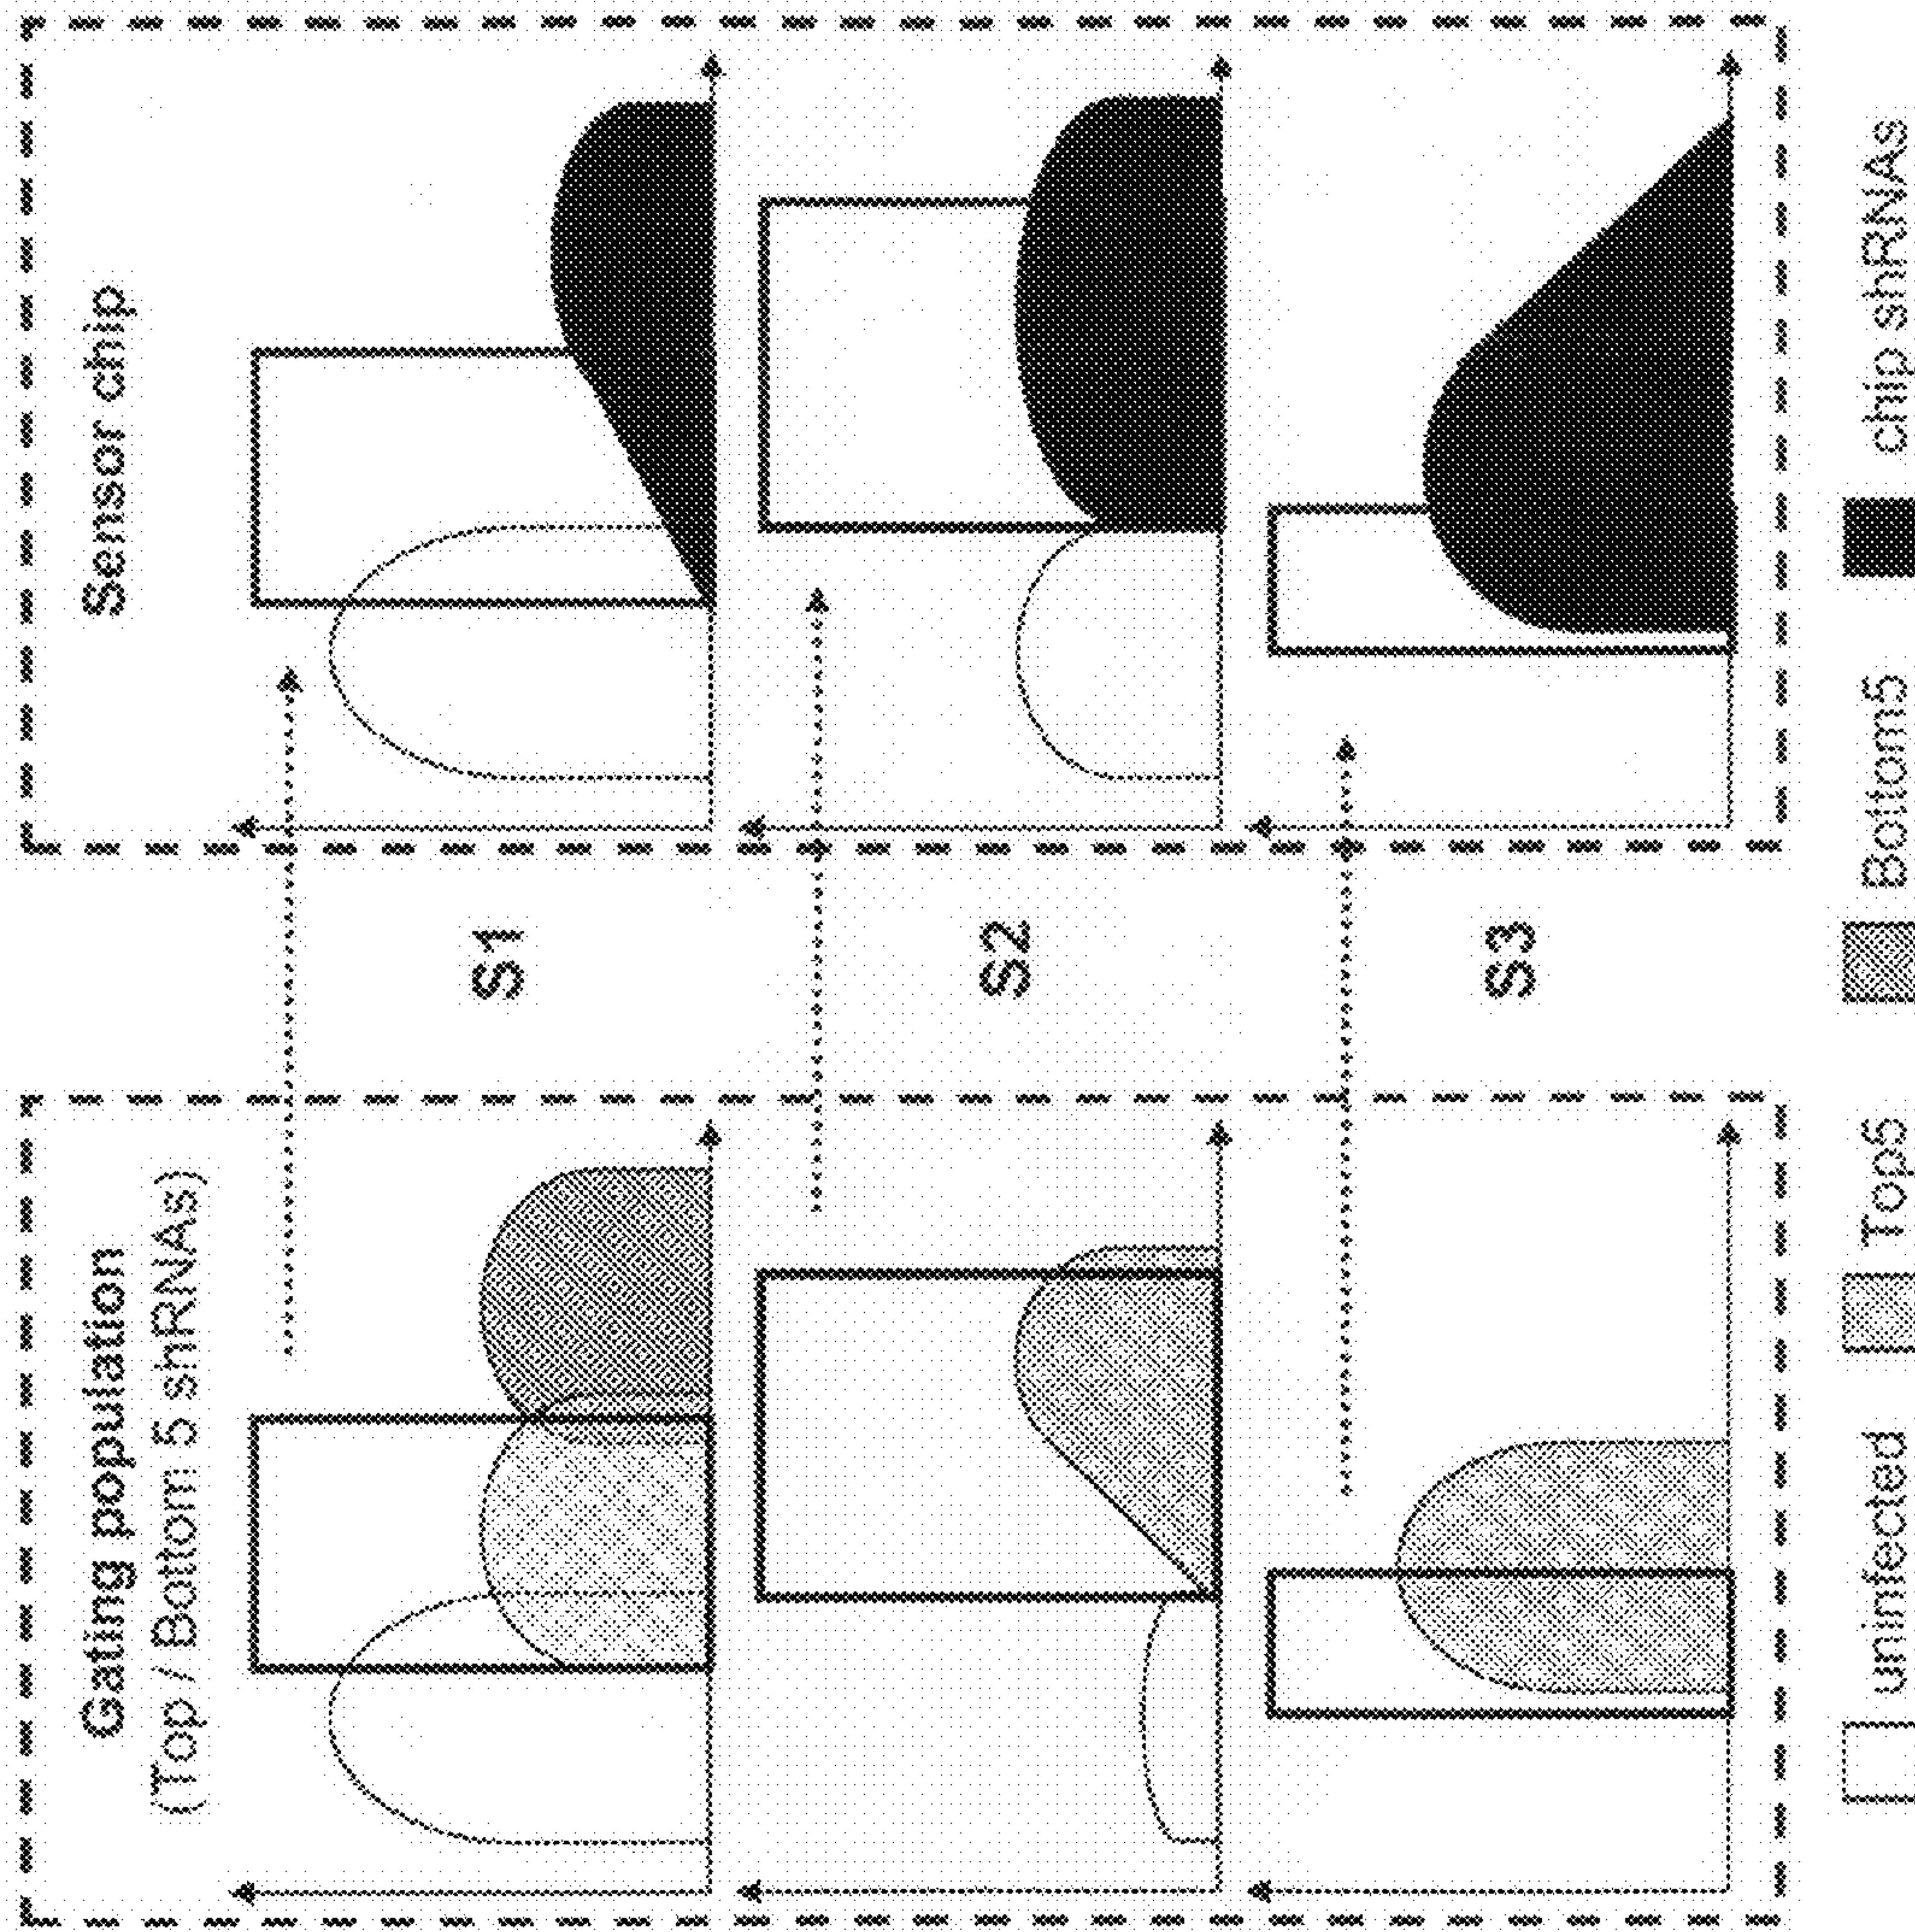 Gating population
(Top / Bottom 5 shRNAs)
Sensor chip
S1
S2
S3
uninfected
Top5
Bottom5
chip shRNAs